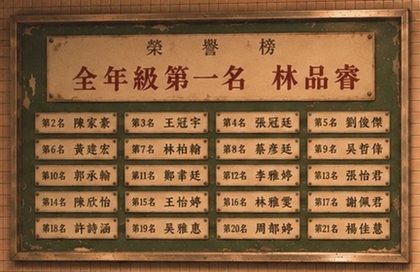 榮譽榜
全年級第一名 林品睿
第2名 陳家豪 第3名 王冠宇 第4名 張冠廷 第5名 劉俊傑
第6名 黃建宏 第7名 林柏翰 第8名 蔡彥廷 第9名 吳哲偉
第10名 郭承翰 第11名 鄭聿廷 第12名 李雅婷 第13名 張怡君
第14名 陳欣怡 第15名 王怡婷 第16名 林雅雯 第17名 謝佩君
第18名 許詩涵 第19名 吳雅惠 第20名 周郁婷 第21名 楊佳慧